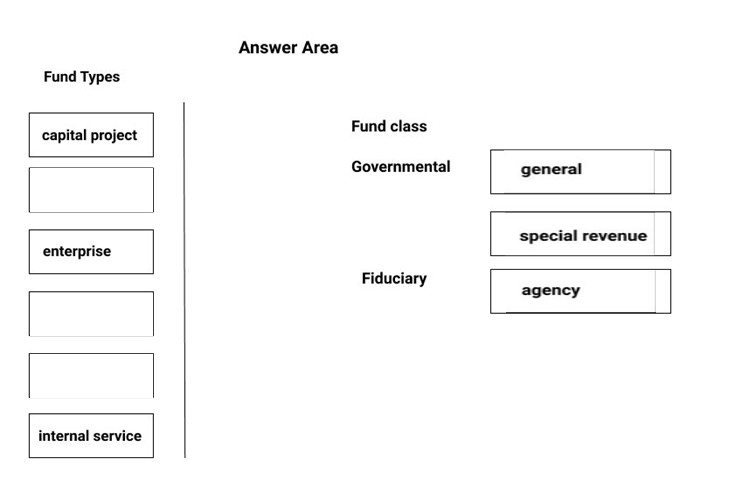 Answer Area
Fund Types
capital project
enterprise
internal service
Fund class
Governmental
general
special revenue
Fiduciary
agency